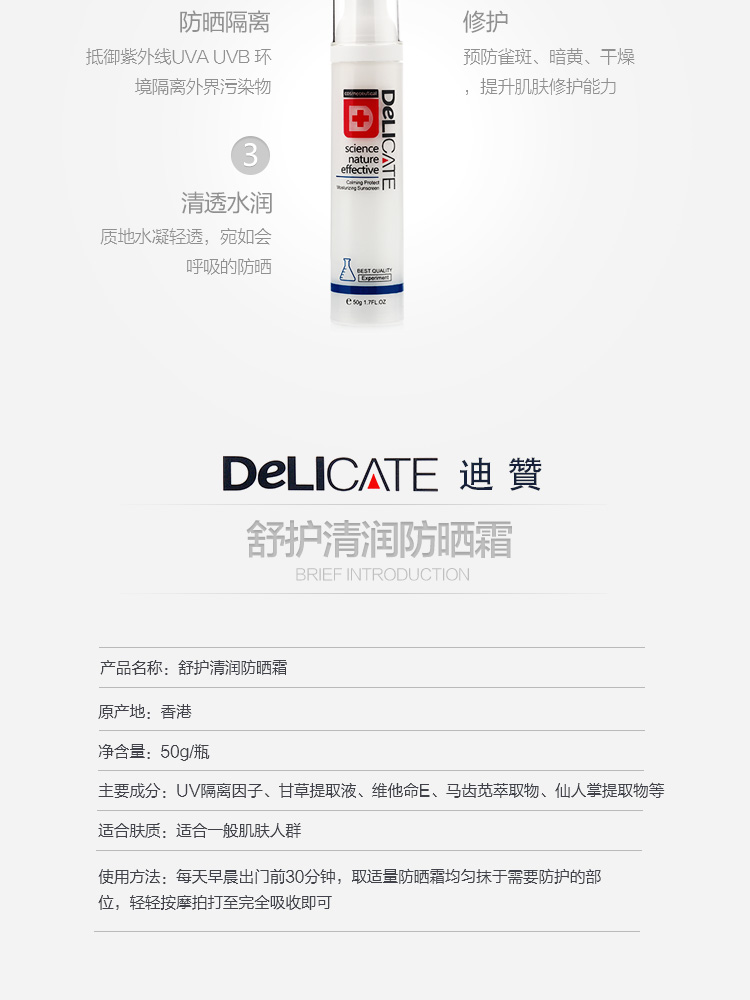 防晒隔离
抵御紫外线UVA UVB 环
境隔离外界污染物
修护
预防雀斑、暗黄、干燥
，提升肌肤修护能力
3
清透水润
质地水凝轻透，宛如会
呼吸的防晒
cosmoceutical
DeLICATE
science
nature
effective
Calming Protect
Moisturizing Sunscreen
BEST QUALITY
Experiment
e 50g 1.7FL OZ
DeLICATE 迪贊
舒护清润防晒霜
BRIEF INTRODUCTION
产品名称：舒护清润防晒霜
原产地：香港
净含量：50g/瓶
主要成分：UV隔离因子、甘草提取液、维他命E、马齿苋萃取物、仙人掌提取物等
适合肤质：适合一般肌肤人群
使用方法：每天早晨出门前30分钟，取适量防晒霜均匀抹于需要防护的部
位，轻轻按摩拍打至完全吸收即可